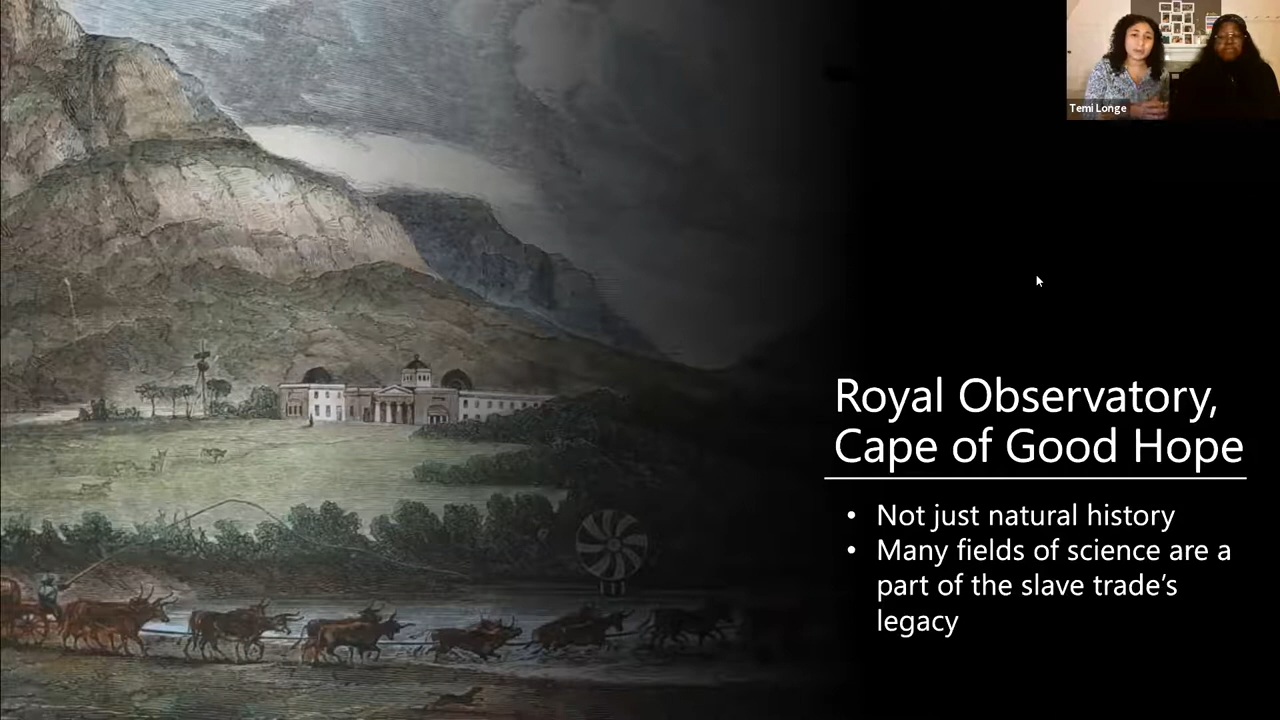 Temi Longe
Royal Observatory,
Cape of Good Hope
• Not just natural history
• Many fields of science are a
part of the slave trade’s
legacy